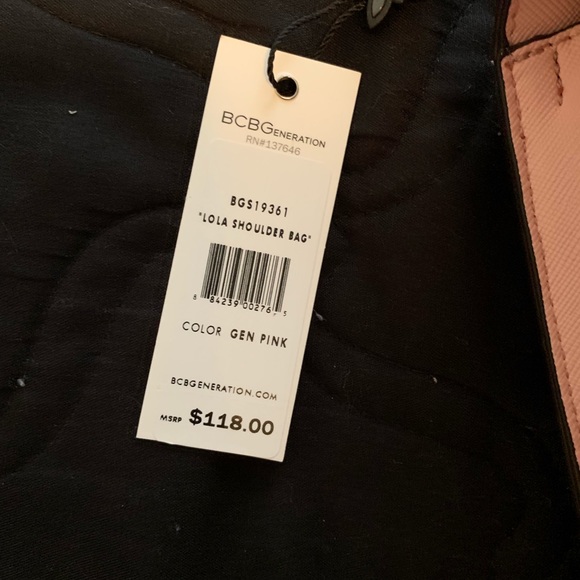 BCBGENERATION
RN#137646
BGS19361
"LOLA SHOULDER BAG"
8 84239 00276 5
COLOR GEN PINK
BCBGENERATION.COM
MSRP $118.00